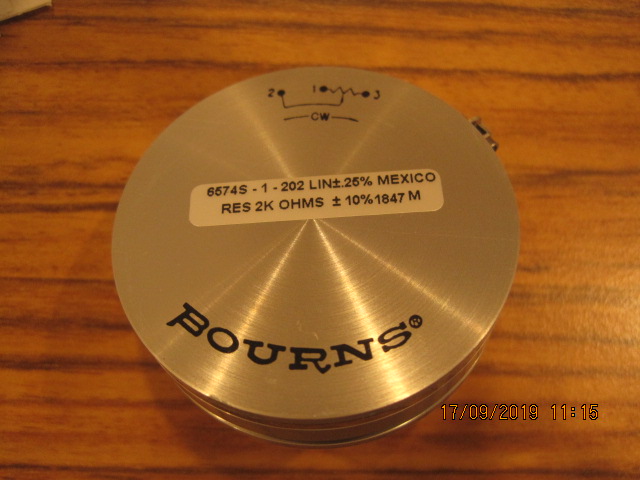 2 1 3
CW
6574S - 1 - 202 LIN±.25% MEXICO
RES 2K OHMS ± 10% 1847 M
BOURNS®
17/09/2019 11:15